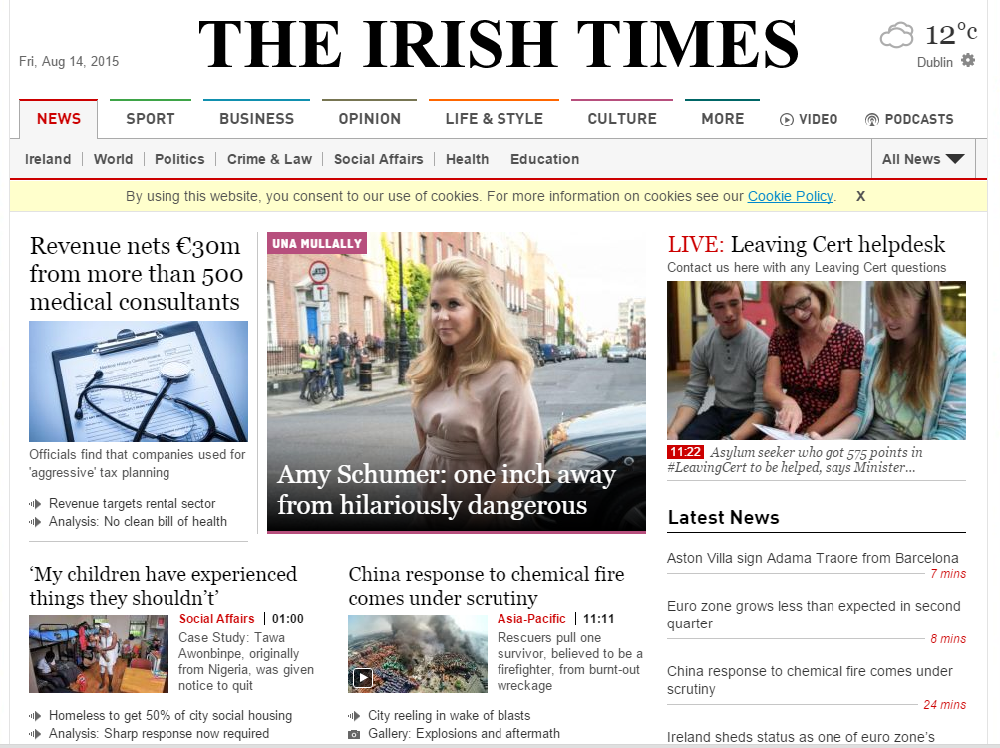 THE IRISH TIMES
Fri, Aug 14, 2015
12°C
Dublin
NEWS
SPORT
BUSINESS
OPINION
LIFE & STYLE
CULTURE
MORE
VIDEO
PODCASTS
Ireland
World
Politics
Crime & Law
Social Affairs
Health
Education
All News
By using this website, you consent to our use of cookies. For more information on cookies see our Cookie Policy. X
Revenue nets €30m
from more than 500
medical consultants
Medical History Questionnaire
Officials find that companies used for
'aggressive' tax planning
Revenue targets rental sector
Analysis: No clean bill of health
UNA MULLALLY
Amy Schumer: one inch away
from hilariously dangerous
LIVE: Leaving Cert helpdesk
Contact us here with any Leaving Cert questions
11:22 Asylum seeker who got 575 points in
#LeavingCert to be helped, says Minister…
Latest News
Aston Villa sign Adama Traore from Barcelona
7 mins
Euro zone grows less than expected in second
quarter
8 mins
China response to chemical fire comes under
scrutiny
24 mins
Ireland sheds status as one of euro zone's
‘My children have experienced
things they shouldn’t’
Social Affairs | 01:00
Case Study: Tawa
Awonbinpe, originally
from Nigeria, was given
notice to quit
Homeless to get 50% of city social housing
Analysis: Sharp response now required
China response to chemical fire
comes under scrutiny
Asia-Pacific | 11:11
Rescuers pull one
survivor, believed to be a
firefighter, from burnt-out
wreckage
City reeling in wake of blasts
Gallery: Explosions and aftermath